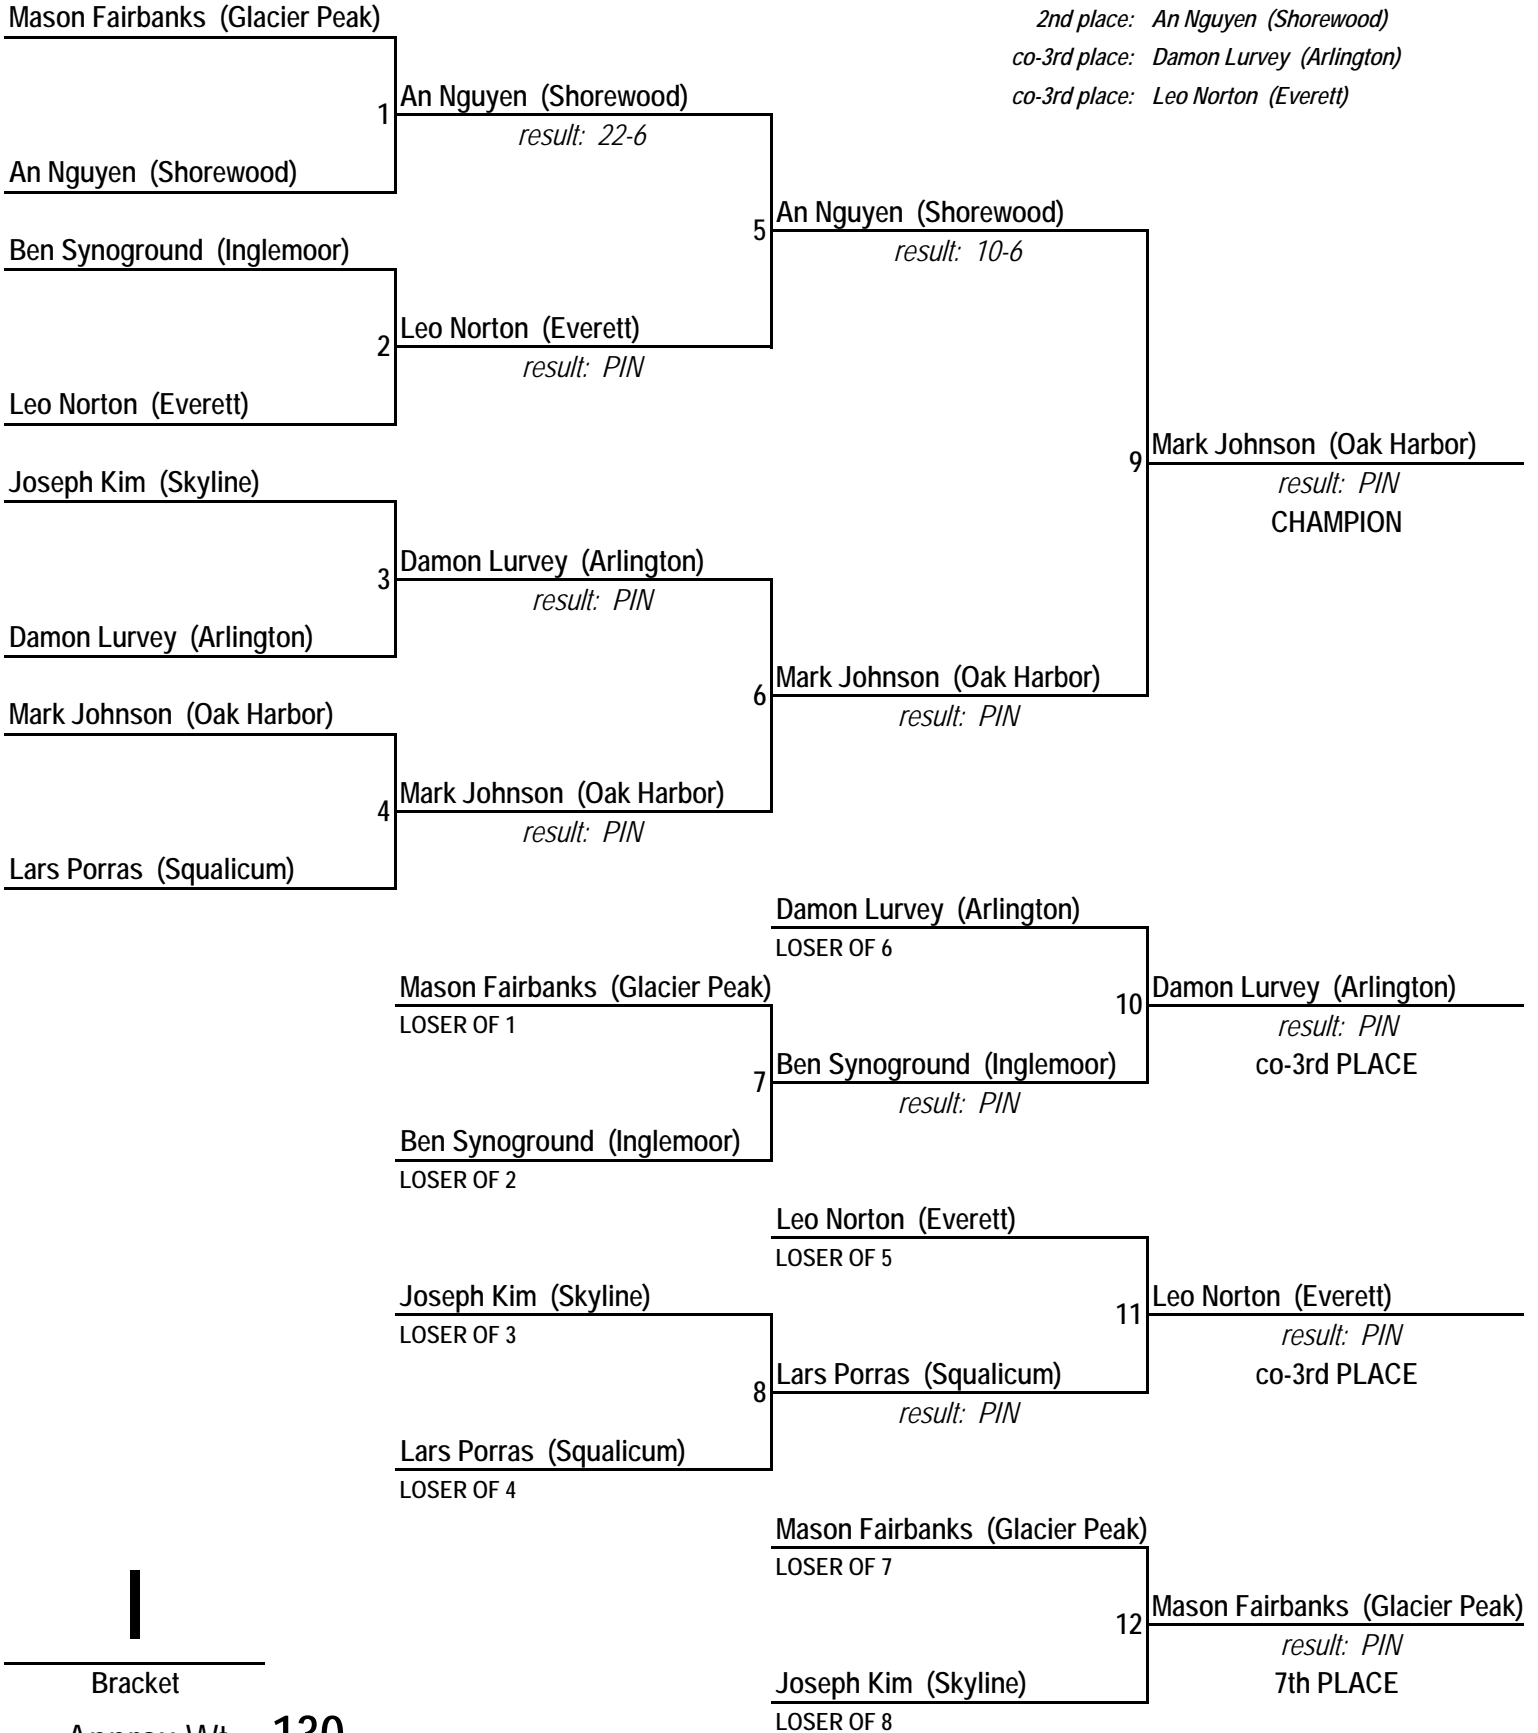 Mason Fairbanks (Glacier Peak)
2nd place: An Nguyen (Shorewood)
co-3rd place: Damon Lurvey (Arlington)
co-3rd place: Leo Norton (Everett)
1
An Nguyen (Shorewood)
result: 22-6
An Nguyen (Shorewood)
5
An Nguyen (Shorewood)
result: 10-6
Ben Synoground (Inglemoor)
2
Leo Norton (Everett)
result: PIN
Leo Norton (Everett)
9
Mark Johnson (Oak Harbor)
result: PIN
CHAMPION
Joseph Kim (Skyline)
3
Damon Lurvey (Arlington)
result: PIN
Damon Lurvey (Arlington)
6
Mark Johnson (Oak Harbor)
result: PIN
Mark Johnson (Oak Harbor)
4
Mark Johnson (Oak Harbor)
result: PIN
Lars Porras (Squalicum)
Damon Lurvey (Arlington)
LOSER OF 6
Mason Fairbanks (Glacier Peak)
LOSER OF 1
10
Damon Lurvey (Arlington)
result: PIN
co-3rd PLACE
7
Ben Synoground (Inglemoor)
result: PIN
Ben Synoground (Inglemoor)
LOSER OF 2
Leo Norton (Everett)
LOSER OF 5
Joseph Kim (Skyline)
LOSER OF 3
11
Leo Norton (Everett)
result: PIN
co-3rd PLACE
8
Lars Porras (Squalicum)
result: PIN
Lars Porras (Squalicum)
LOSER OF 4
Mason Fairbanks (Glacier Peak)
LOSER OF 7
I
12
Mason Fairbanks (Glacier Peak)
result: PIN
7th PLACE
Bracket
Joseph Kim (Skyline)
LOSER OF 8
Approx Wt 120